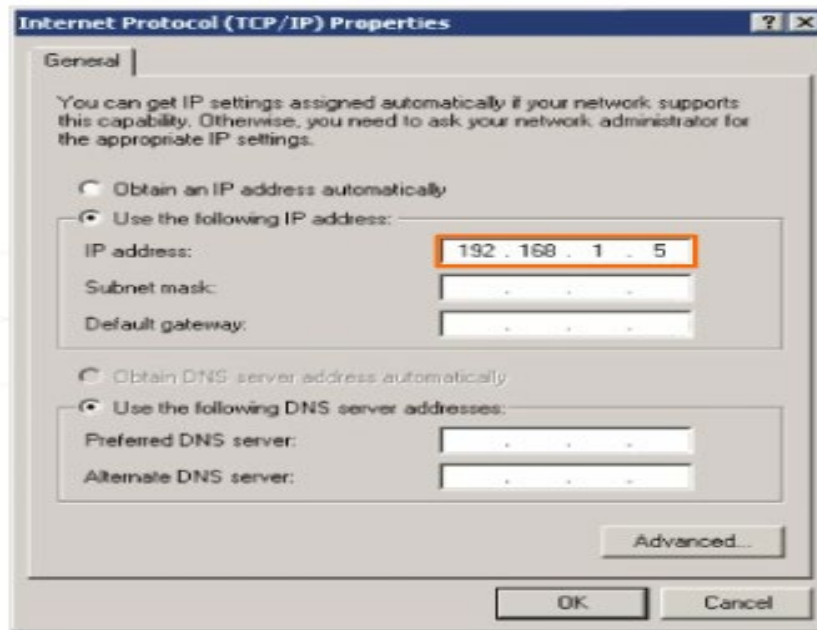 Internet Protocol (TCP/IP) Properties
General
You can get IP settings assigned automatically if your network supports
this capability. Otherwise, you need to ask your network administrator for
the appropriate IP settings.
Obtain an IP address automatically
Use the following IP address:
IP address: 192 . 168 . 1 . 5
Subnet mask: . . .
Default gateway: . . .
Obtain DNS server address automatically
Use the following DNS server addresses:
Preferred DNS server: . . .
Alternate DNS server: . . .
Advanced...
OK Cancel